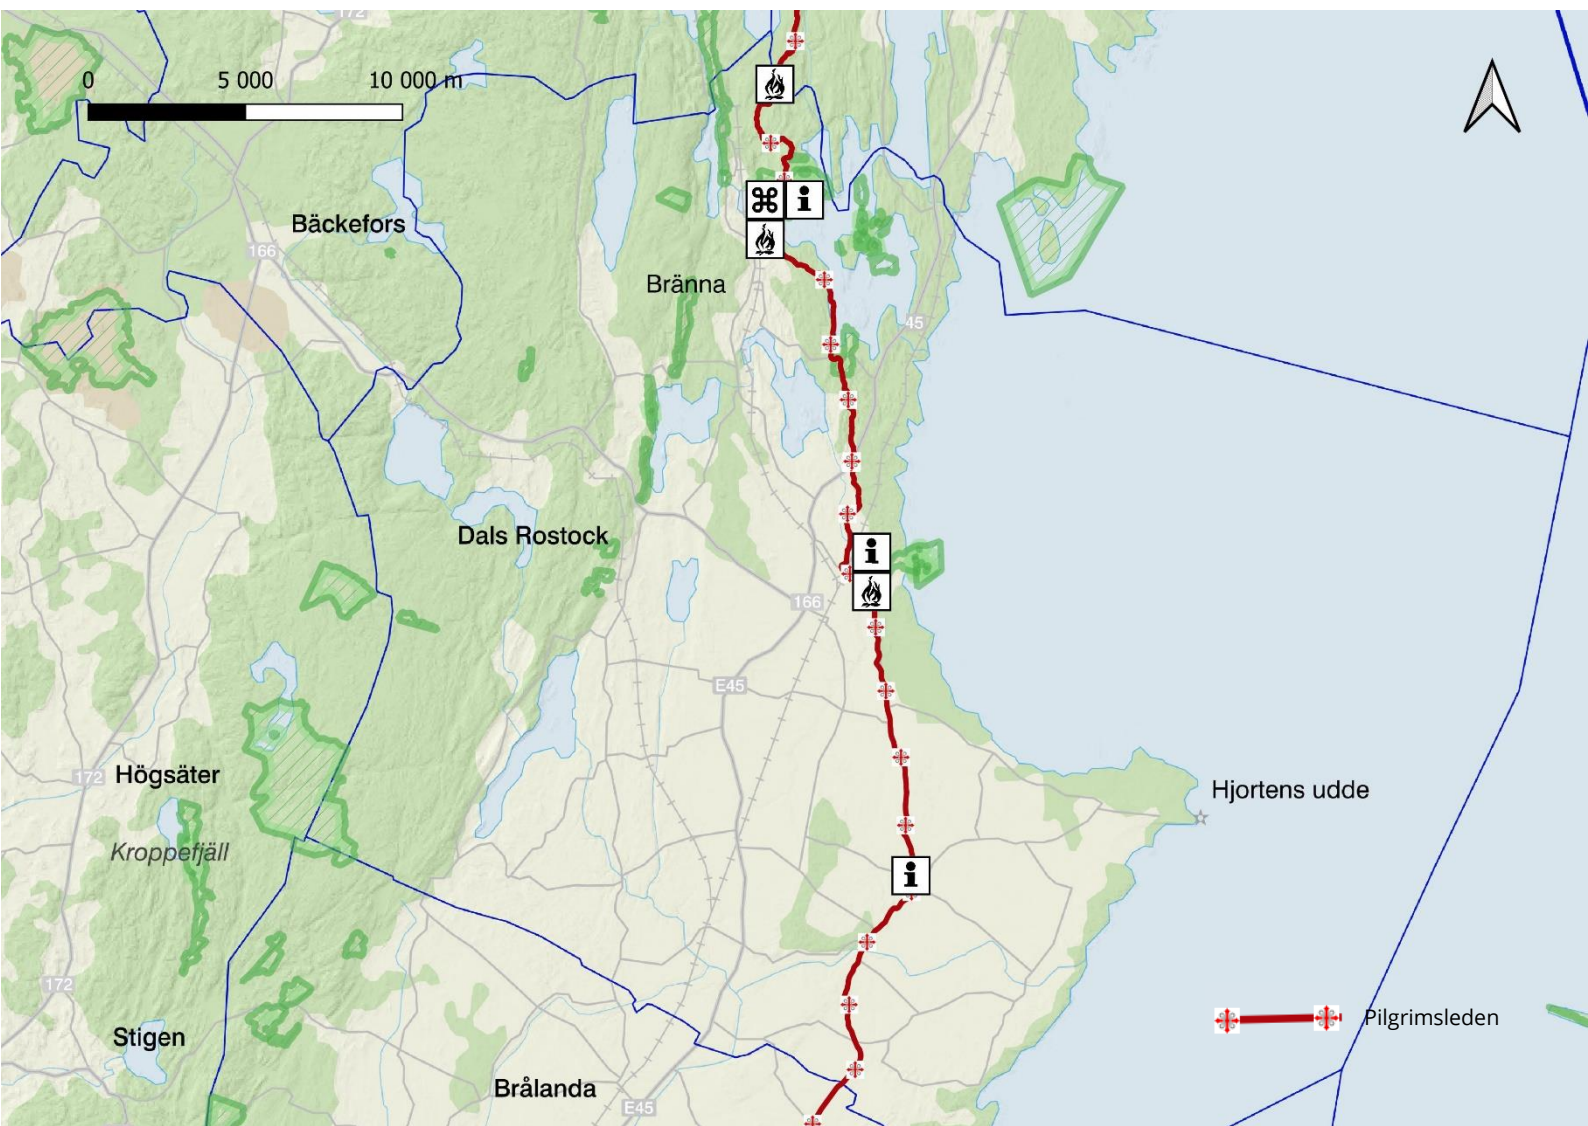 172
0 5 000 10 000 m
Bäckefors
166
Bränna
45
Dals Rostock
166
E45
Hjortens udde
172
Högsäter
Kroppefjäll
172
Pilgrimsleden
Stigen
Brålanda
E45